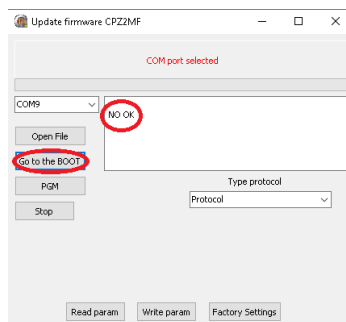 Update firmware CPZ2MF
COM port selected
COM9
NO OK
Open File
Go to the BOOT
PGM
Type protocol
Protocol
Stop
Read param
Write param
Factory Settings